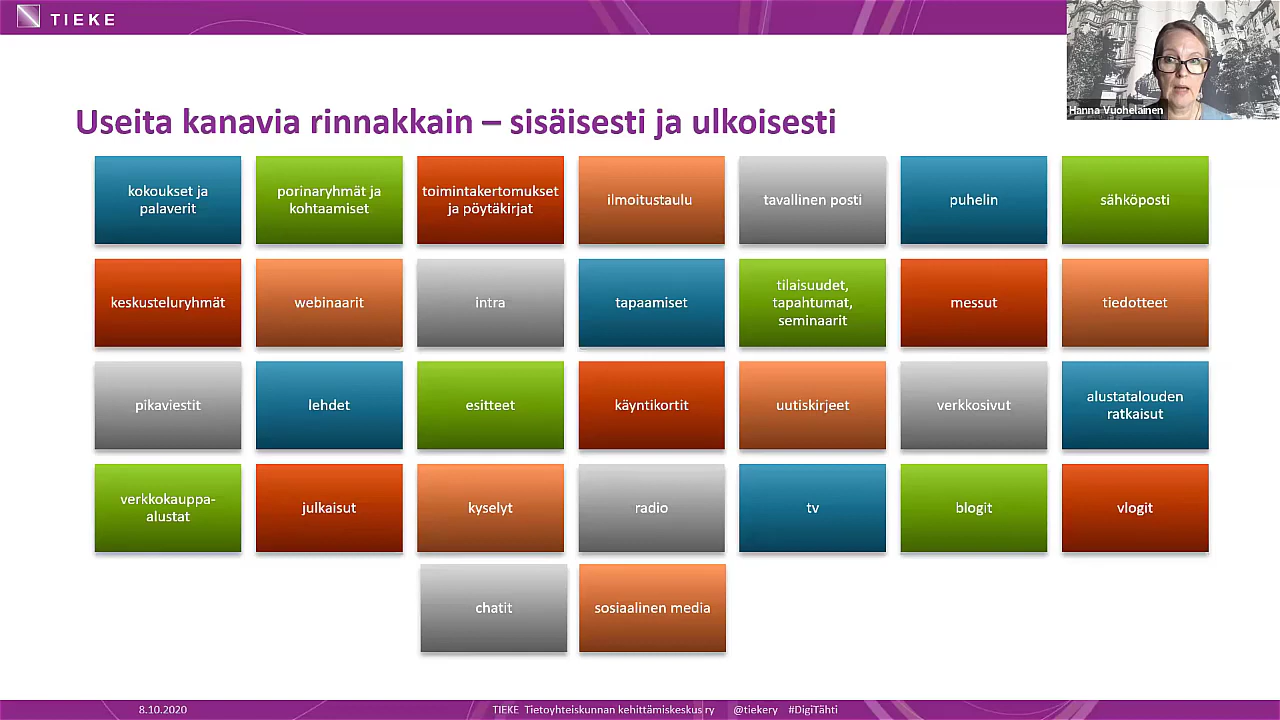 TIEKE
Hanna Vuohelainen
Useita kanavia rinnakkain – sisäisesti ja ulkoisesti
kokoukset ja
palaverit
porinaryhmät ja
kohtaamiset
toimintakertomukset
ja pöytäkirjat
ilmoitustaulu
tavallinen posti
puhelin
sähköposti
keskusteluryhmät
webinaarit
intra
tapaamiset
tilaisuudet,
tapahtumat,
seminaarit
messut
tiedotteet
pikaviestit
lehdet
esitteet
käyntikortit
uutiskirjeet
verkkosivut
alustatalouden
ratkaisut
verkkokauppa-
alustat
julkaisut
kyselyt
radio
tv
blogit
vlogit
chatit
sosiaalinen media
8.10.2020
TIEKE Tietoyhteiskunnan kehittämiskeskus ry
@tiekery
#DigiTähti